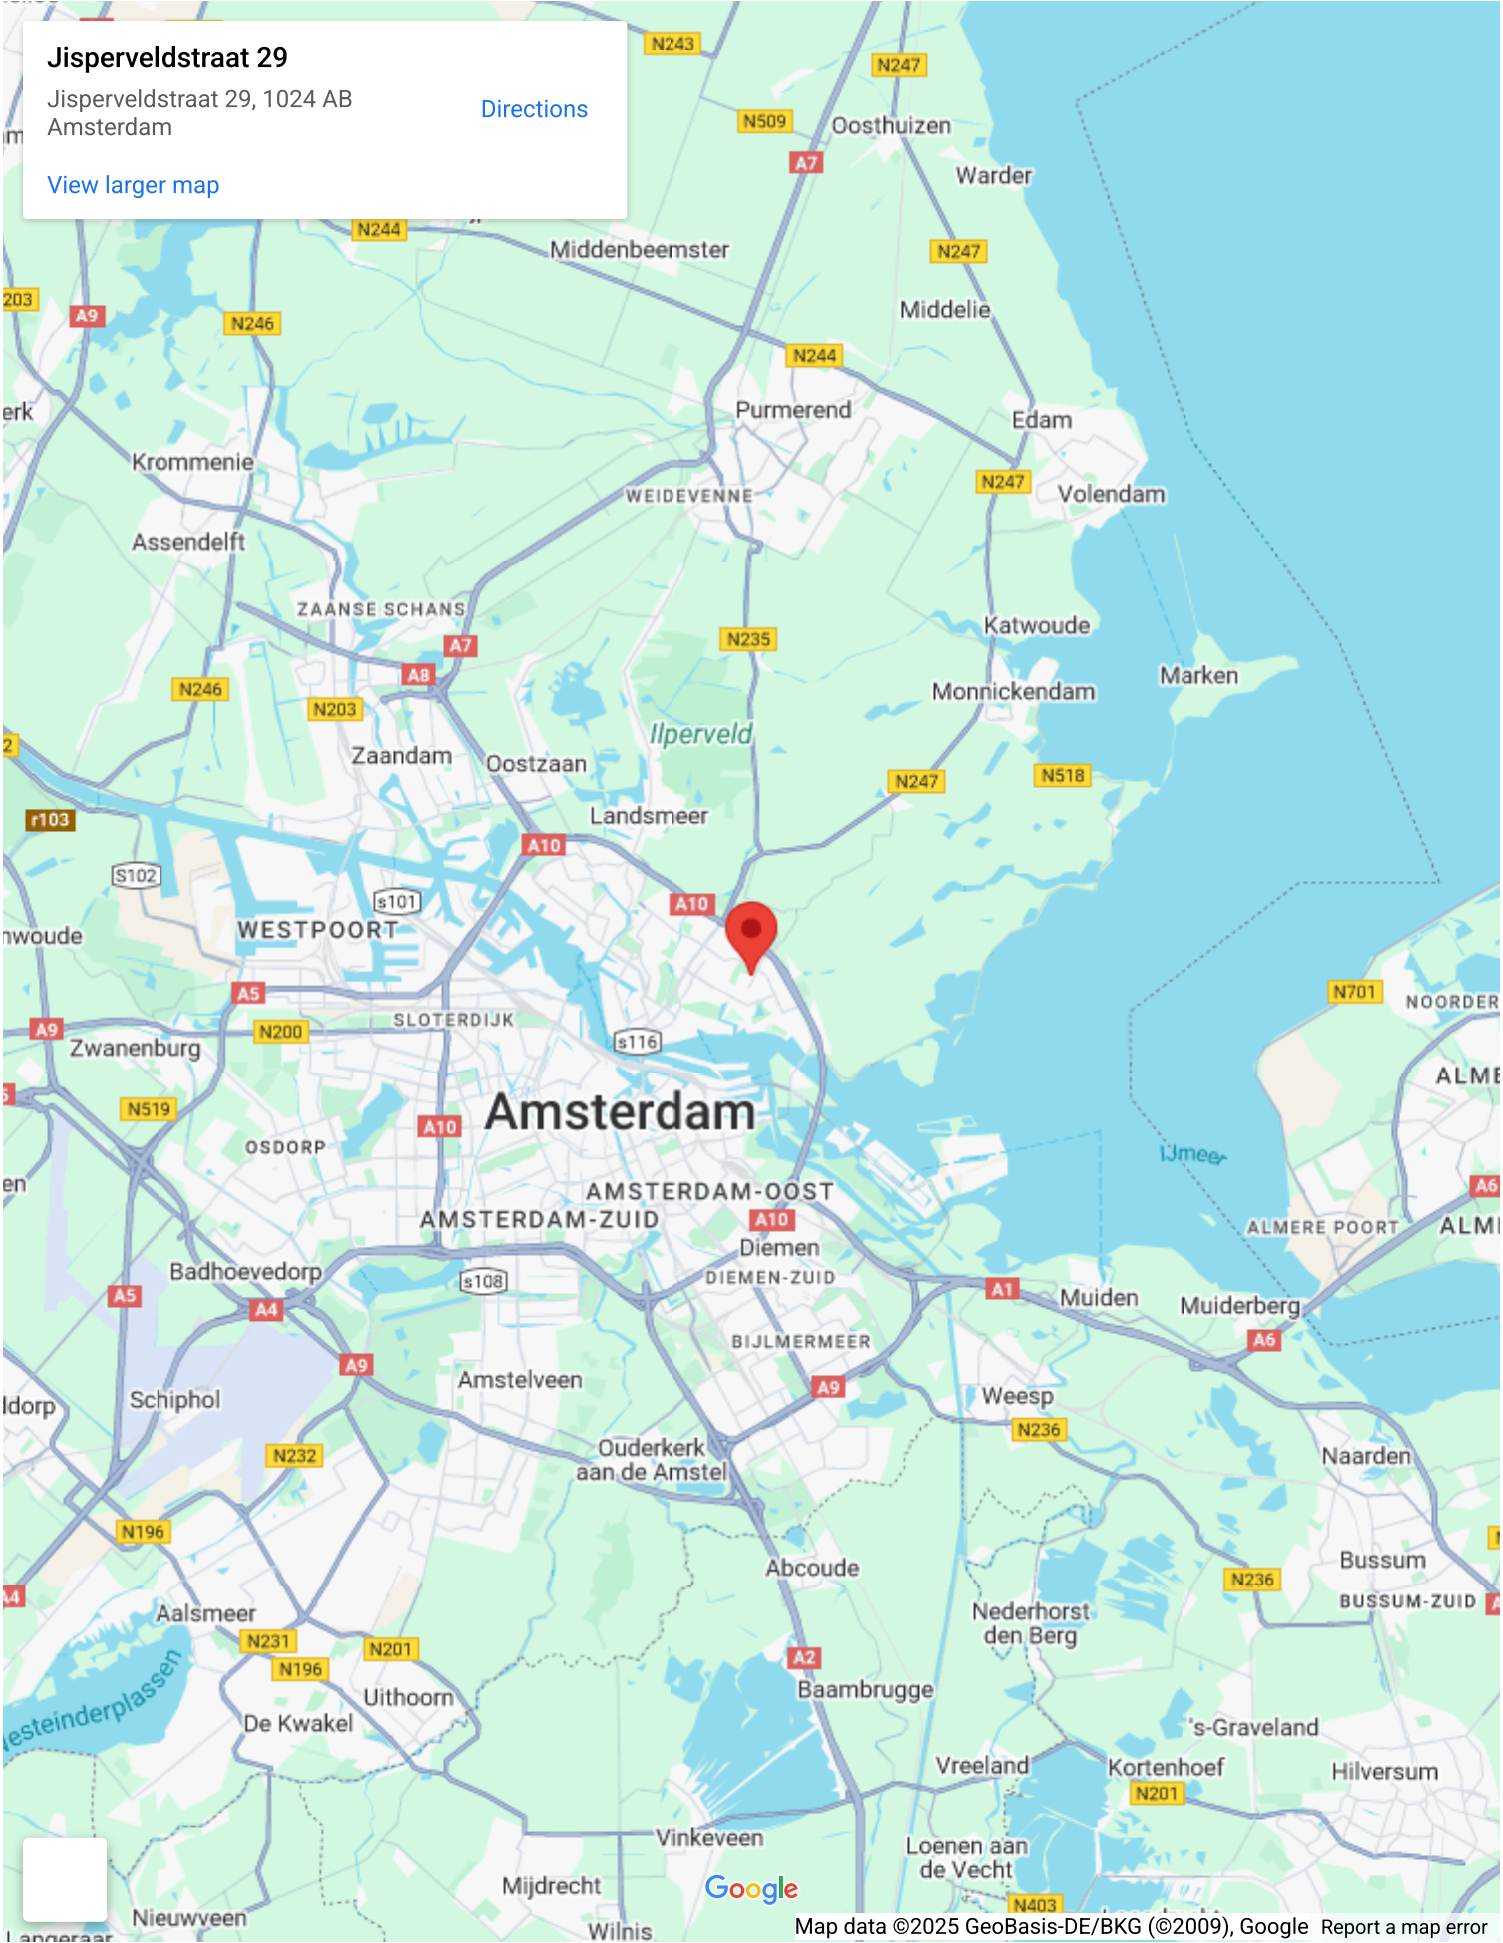 Jisperveldstraat 29
Jisperveldstraat 29, 1024 AB
Amsterdam
Directions
View larger map
N243
N247
N509
Oosthuizen
A7
Warder
N244
Middenbeemster
N247
203
A9
N246
Middelie
N244
erk
Purmerend
Edam
Krommenie
N247
WEIDEVENNE
Volendam
Assendelft
ZAANSE SCHANS
Katwoude
A7
N235
A8
Marken
N246
N203
Monnickendam
Ilperveld
2
Zaandam
Oostzaan
N247
N518
r103
Landsmeer
A10
S102
s101
A10
WESTPOORT
nwoude
A5
N701
NOORDER
SLOTERDIJK
A9
N200
s116
Zwanenburg
ALME
5
N519
Amsterdam
A10
OSDORP
IJmeer
en
AMSTERDAM-OOST
A6
AMSTERDAM-ZUID
A10
ALMERE POORT
ALM
Diemen
Badhoevedorp
s108
DIEMEN-ZUID
A5
A4
A1
Muiden
Muiderberg
BIJLMERMEER
A6
A9
Amstelveen
A9
Schiphol
Weesp
ldorp
N236
Ouderkerk
aan de Amstel
N232
Naarden
N196
Abcoude
Bussum
N236
A4
BUSSUM-ZUID
Aalsmeer
Nederhorst
den Berg
N231
N201
A2
N196
Baambrugge
Uithoorn
esteinderplassen
De Kwakel
's-Graveland
Vreeland
Kortenhoef
Hilversum
N201
Vinkeveen
Loenen aan
de Vecht
Mijdrecht
Google
N403
Nieuwveen
Wilnis
Langeraar
Map data ©2025 GeoBasis-DE/BKG (©2009), Google
Report a map error